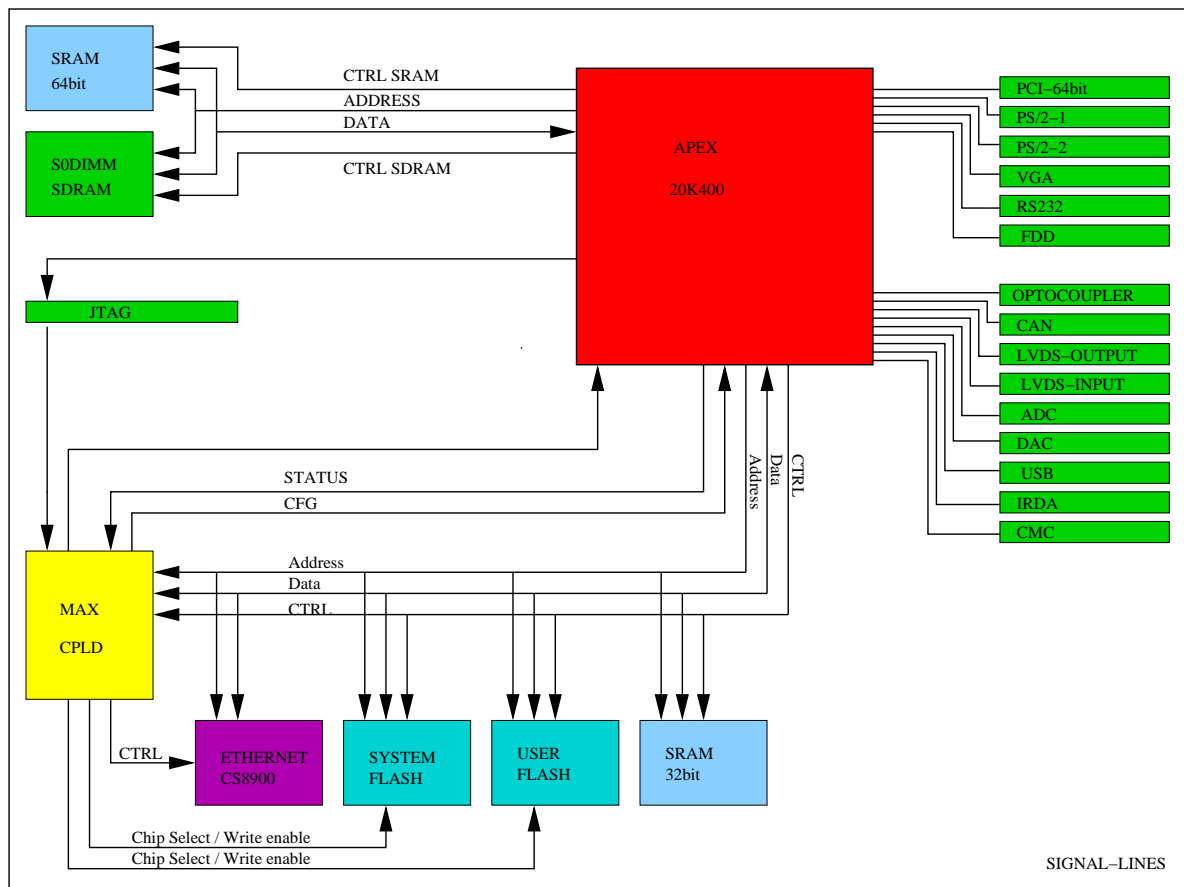 SRAM
64bit
CTRL SRAM
ADDRESS
DATA
CTRL SDRAM
S0DIMM
SDRAM
APEX
20K400
PCI−64bit
PS/2−1
PS/2−2
VGA
RS232
FDD
JTAG
OPTOCOUPLER
CAN
LVDS−OUTPUT
LVDS−INPUT
ADC
DAC
USB
IRDA
CMC
STATUS
CFG
Address
Data
CTRL
Address
Data
CTRL
MAX
CPLD
CTRL
ETHERNET
CS8900
SYSTEM
FLASH
USER
FLASH
SRAM
32bit
Chip Select / Write enable
Chip Select / Write enable
SIGNAL−LINES